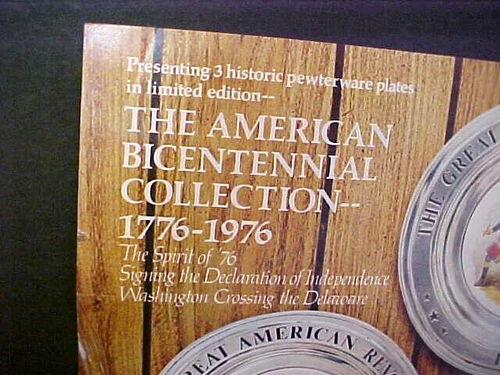 Presenting 3 historic pewterware plates
in limited edition--
THE AMERICAN
BICENTENNIAL
COLLECTION--
1776-1976
The Spirit of '76
Signing the Declaration of Independence
Washington Crossing the Delaware
THE GREAT
GREAT AMERICAN